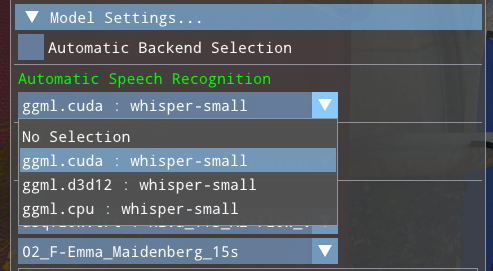 ▼ Model Settings...
Automatic Backend Selection
Automatic Speech Recognition
ggml.cuda : whisper-small
No Selection
ggml.cuda : whisper-small
ggml.d3d12 : whisper-small
ggml.cpu : whisper-small
02_F-Emma_Maidenberg_15s